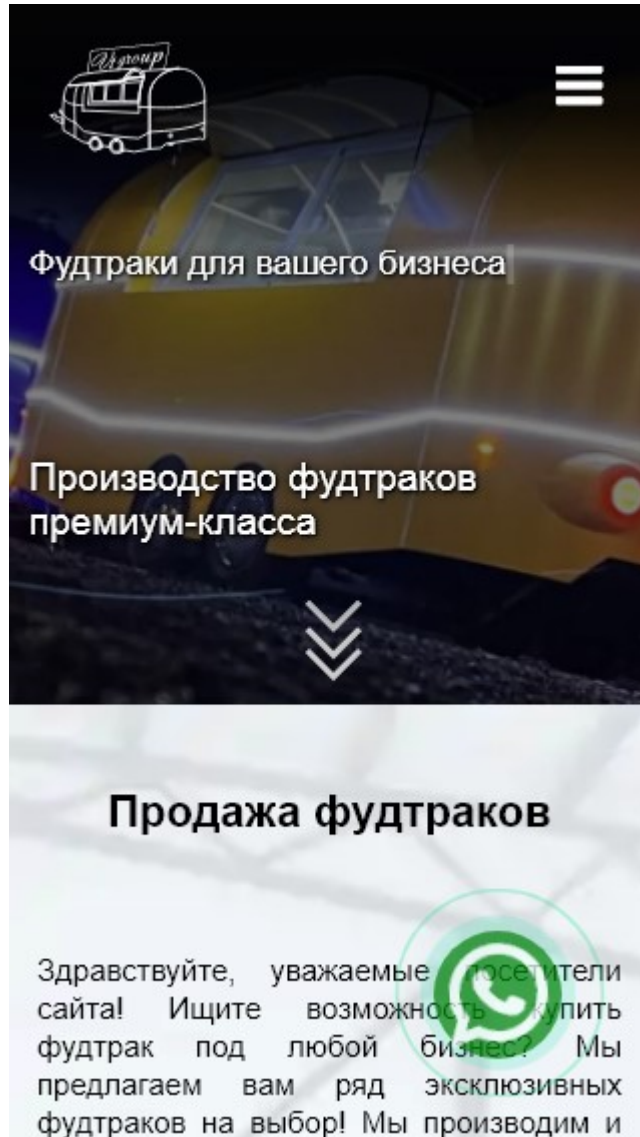 Vrgroup
Фудтраки для вашего бизнеса
Производство фудтраков
премиум-класса
Продажа фудтраков
Здравствуйте, уважаемые посетители
сайта! Ищите возможность купить
фудтрак под любой бизнес? Мы
предлагаем вам ряд эксклюзивных
фудтраков на выбор! Мы производим и